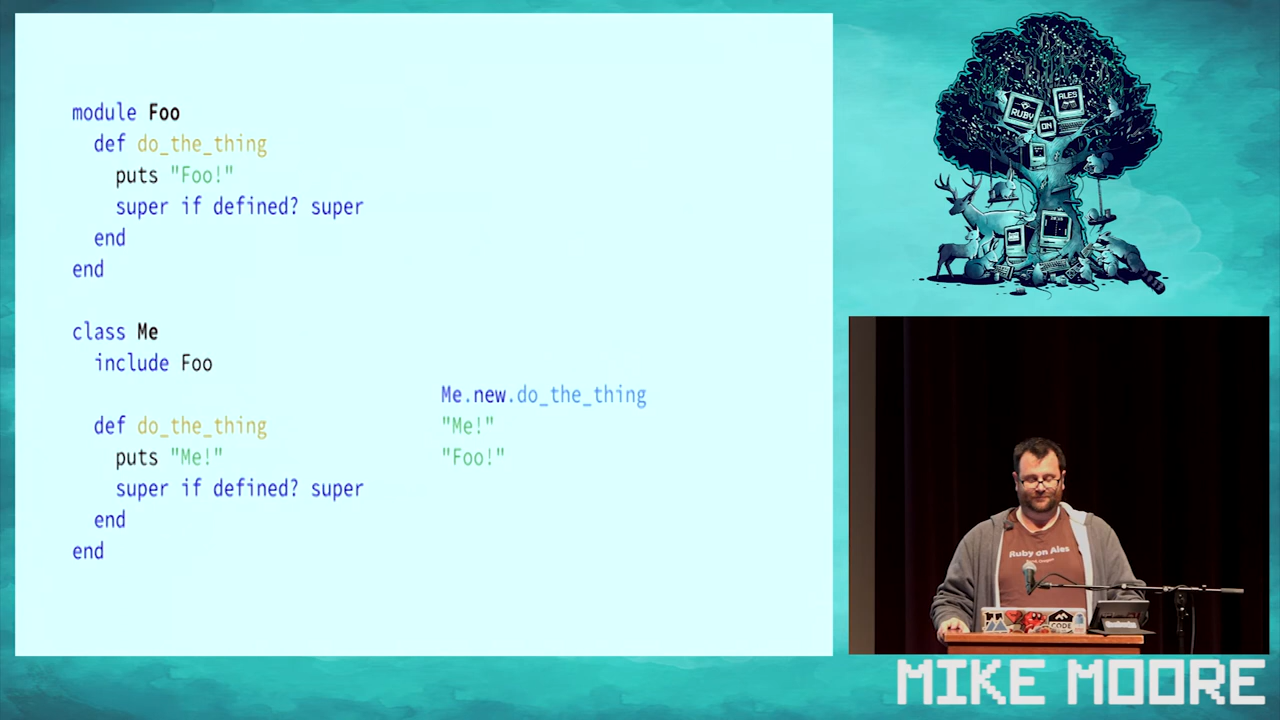 module Foo
  def do_the_thing
    puts "Foo!"
    super if defined? super
  end
end
class Me
  include Foo
  def do_the_thing
    puts "Me!"
    super if defined? super
  end
end
Me.new.do_the_thing
"Me!"
"Foo!"
RUBY
ON
ALES
Ruby on Ales
CODE
MIKE MOORE